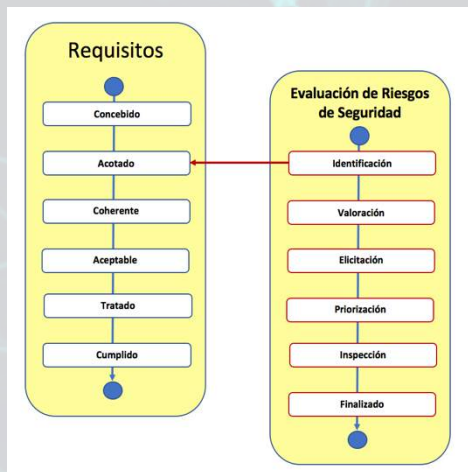 Requisitos
Concebido
Acotado
Coherente
Aceptable
Tratado
Cumplido
Evaluación de Riesgos
de Seguridad
Identificación
Valoración
Elicitación
Priorización
Inspección
Finalizado